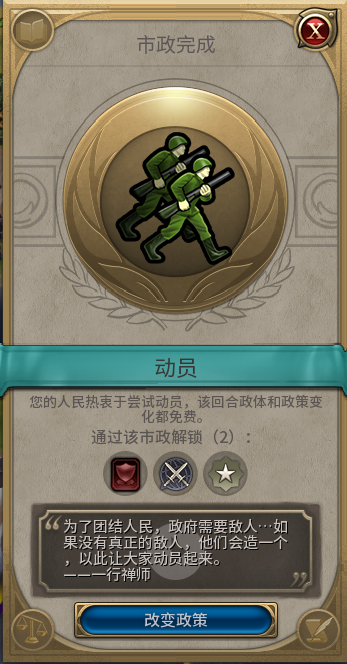 市政完成
X
动员
您的人民热衷于尝试动员，该回合政体和政策变
化都免费。
通过该市政解锁（2）：
“为了团结人民，政府需要敌人…如
果没有真正的敌人，他们会造一个
，以此让大家动员起来。
——一行禅师”
改变政策